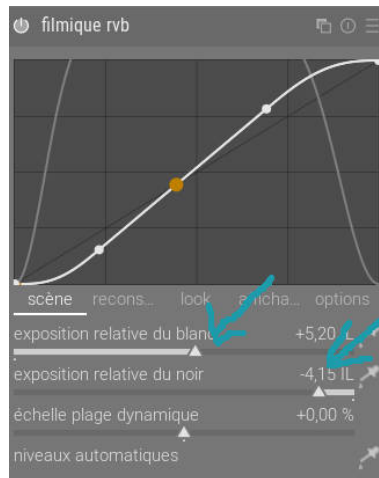 filmique rvb
scène recons... look afficha... options
exposition relative du blanc +5,20 IL
exposition relative du noir -4,15 IL
échelle plage dynamique +0,00 %
niveaux automatiques